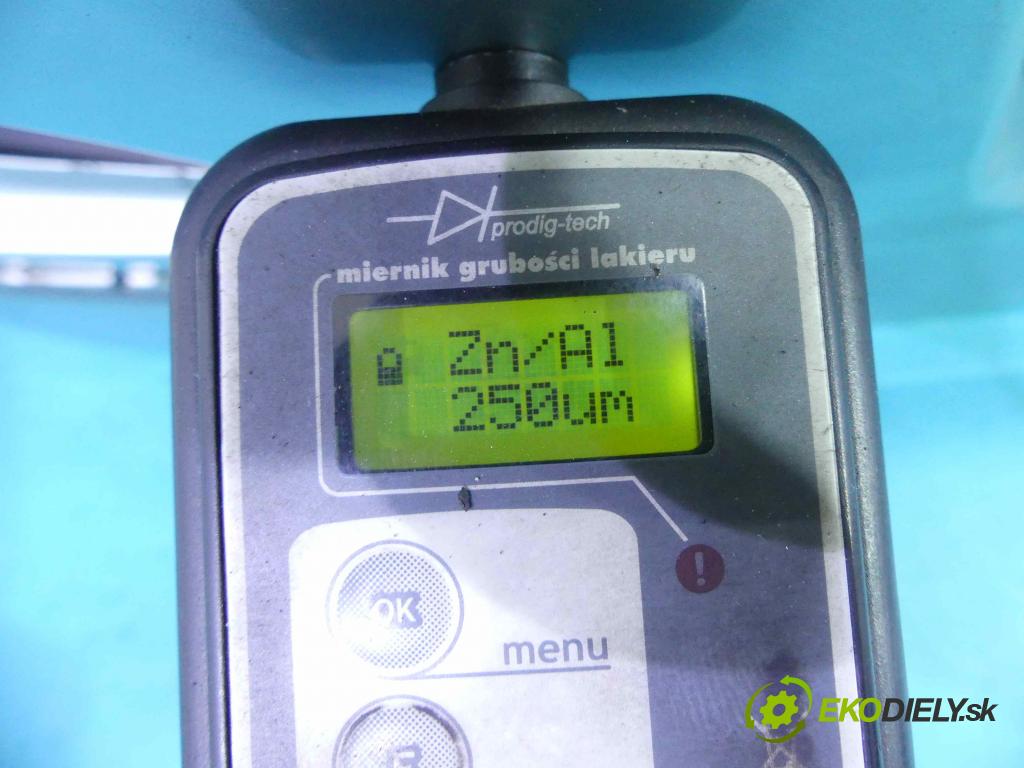 prodig-tech
miernik grubości lakieru
Zn/Al
250um
!
OK
menu
F
EKODIELY.sk